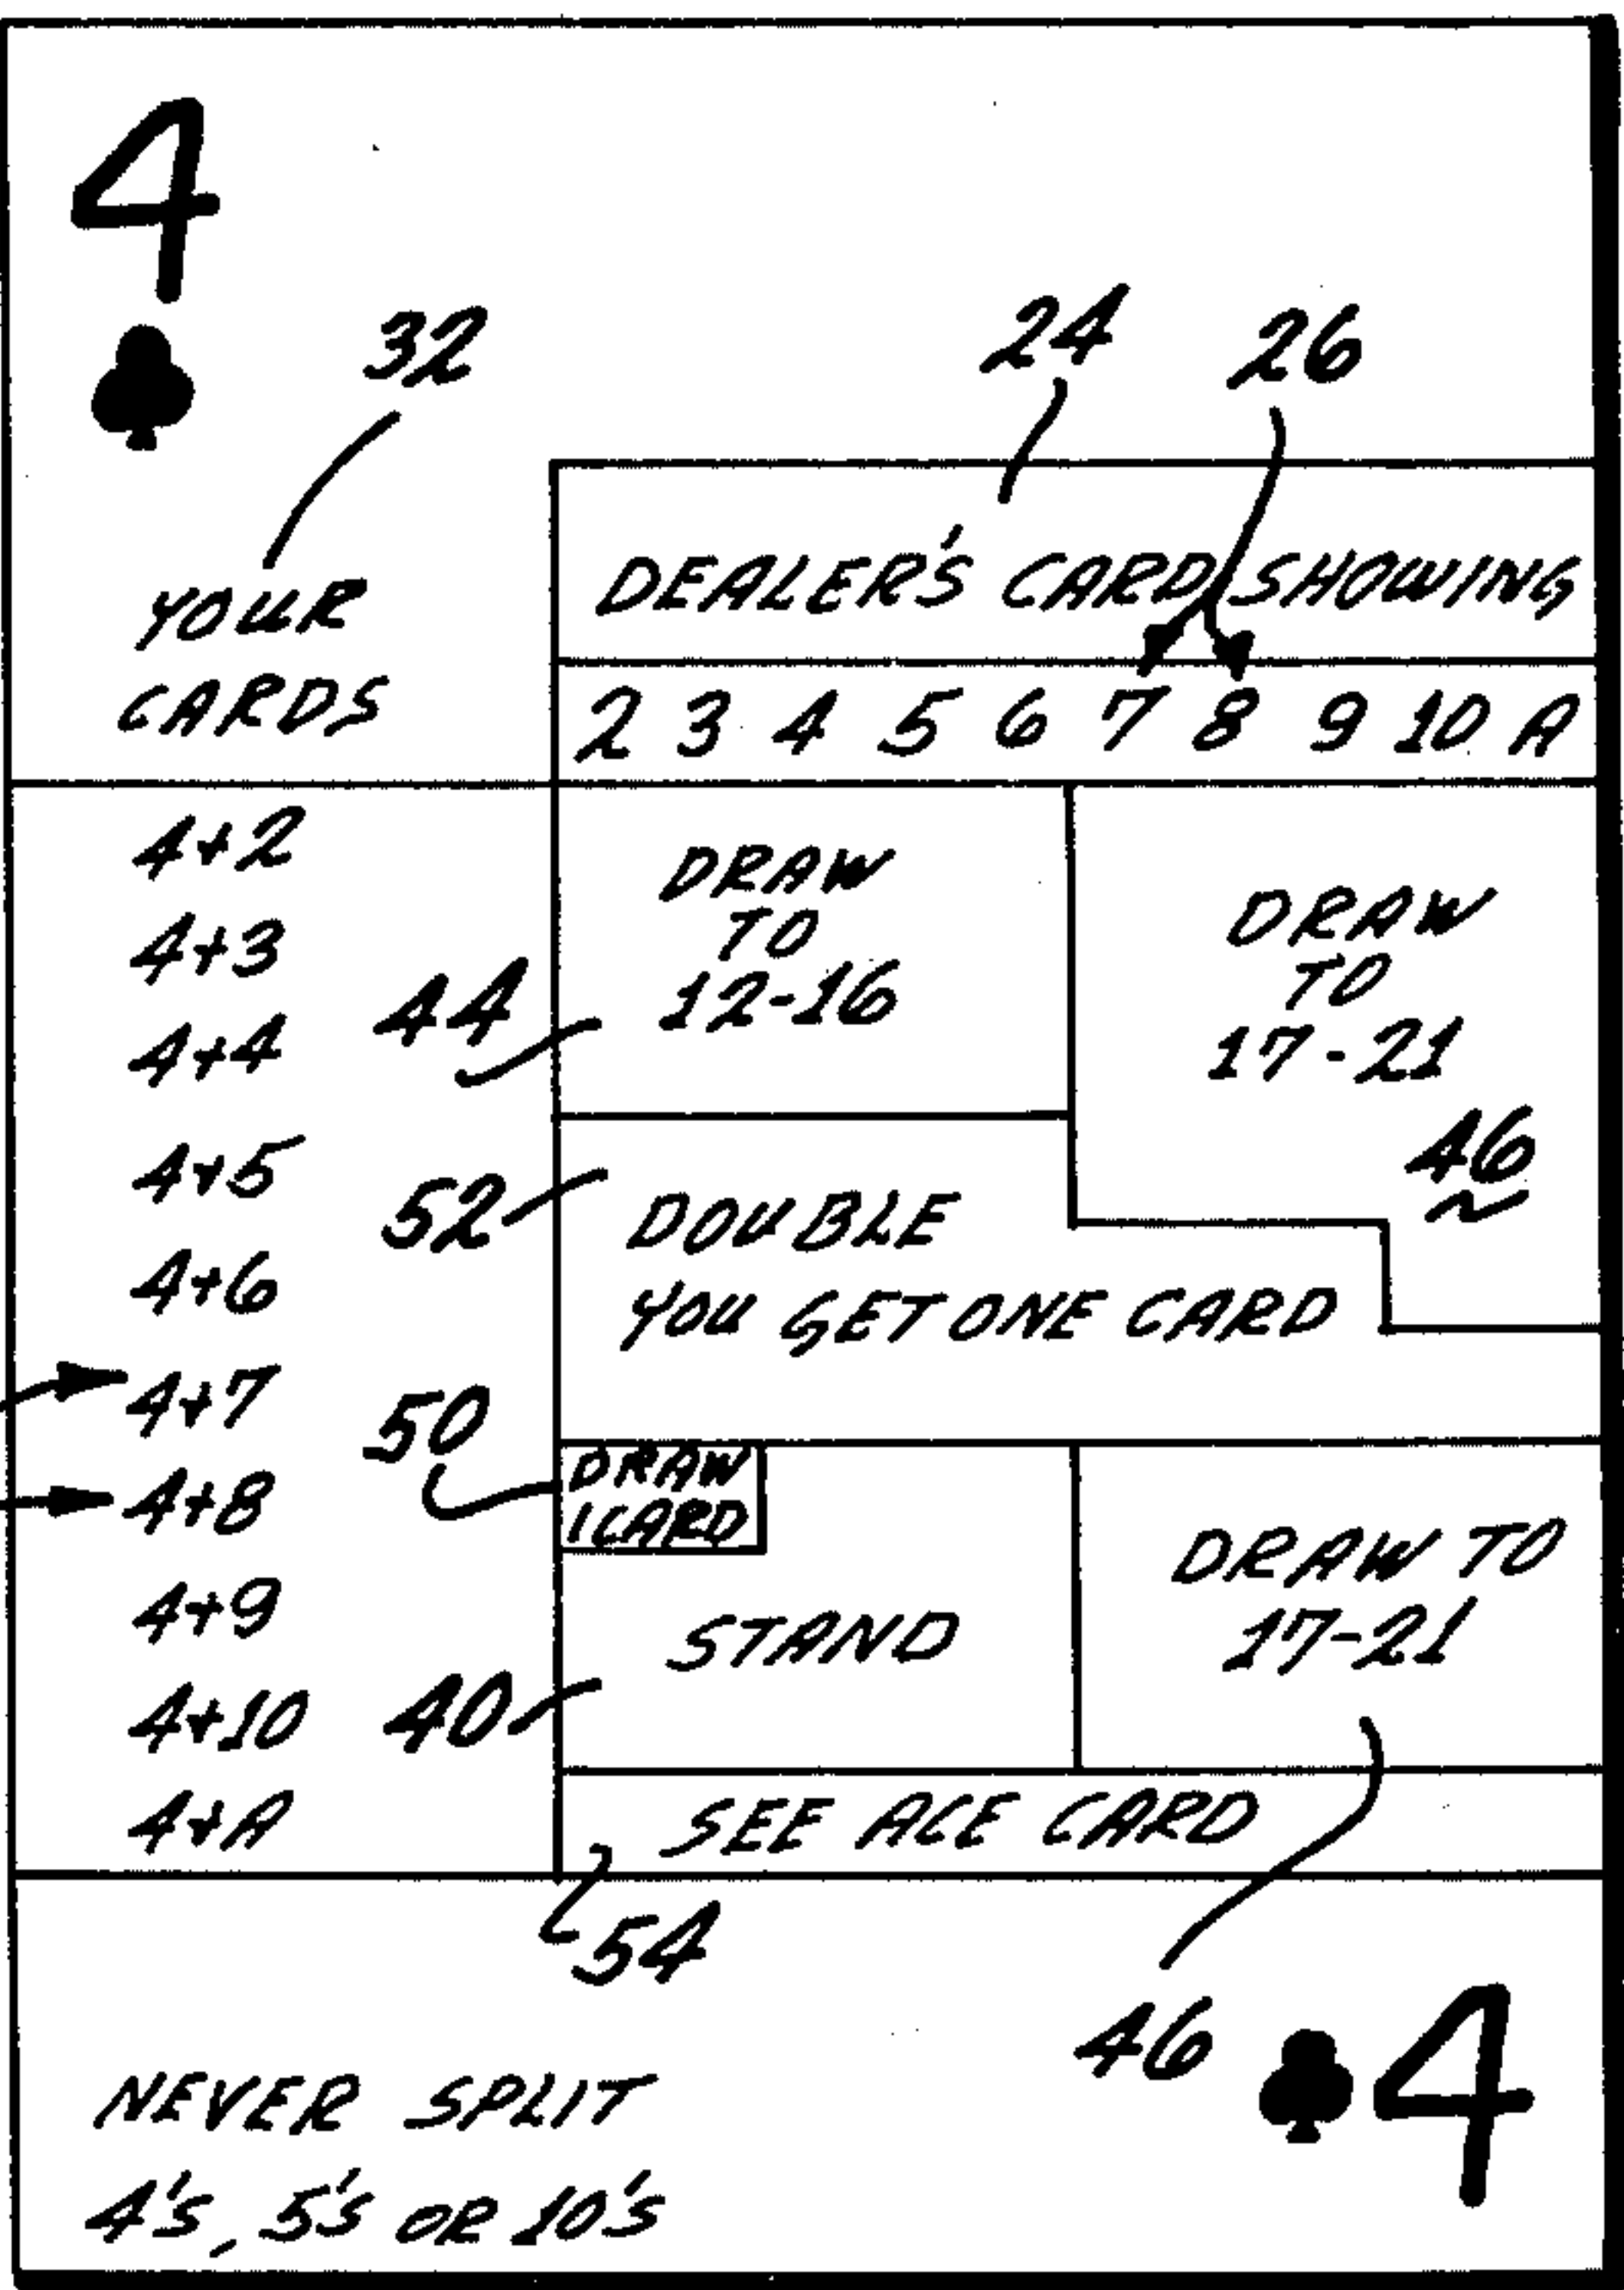 4
32
24 26
YOUR
CARDS
DEALER'S CARD SHOWING
2 3 4 5 6 7 8 9 10 A
4+2
4+3
4+4
4+5
4+6
4+7
4+8
4+9
4+10
4+A
44
DRAW
TO
12-16
DRAW
TO
17-21
46
52
DOUBLE
YOU GET ONE CARD
50
DRAW
1CARD
40
STAND
DRAW TO
17-21
SEE ACE CARD
54
46
NEVER SPLIT
4'S, 5'S OR 10'S
4